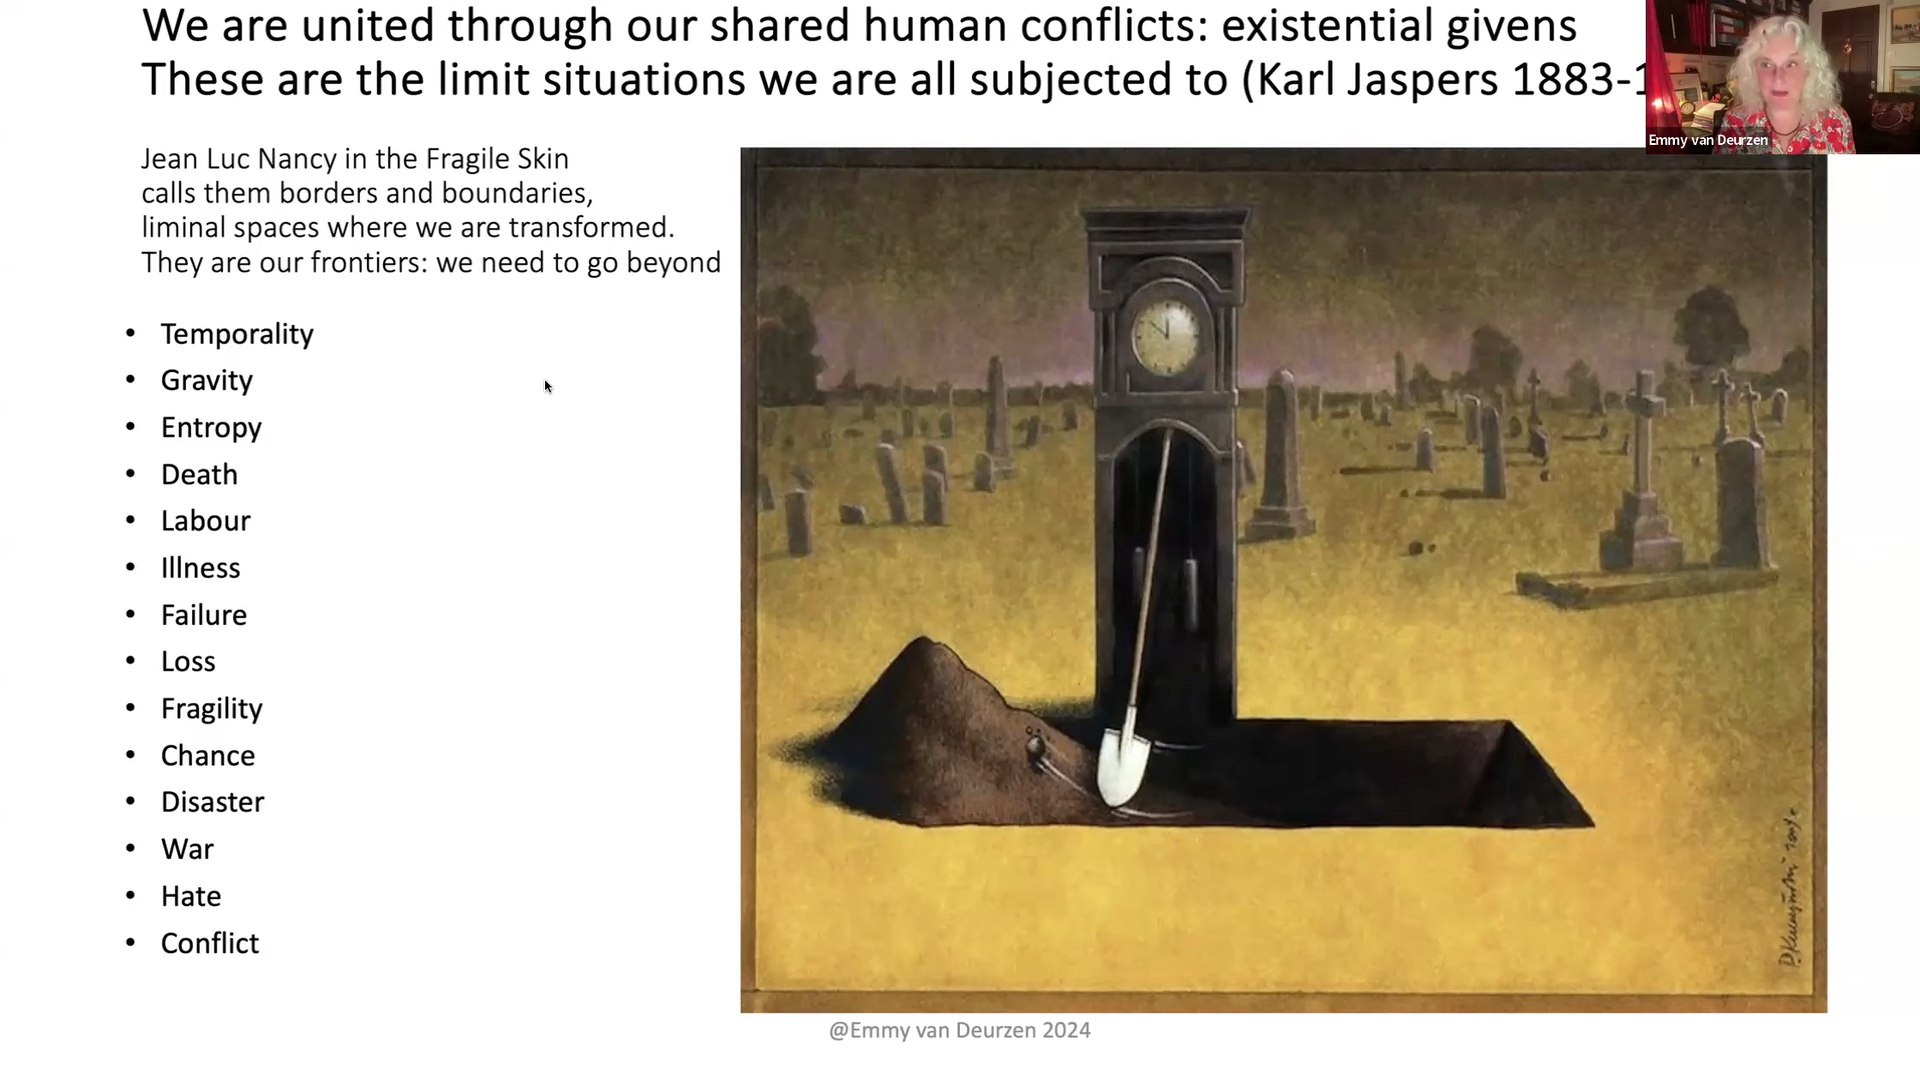 We are united through our shared human conflicts: existential givens
These are the limit situations we are all subjected to (Karl Jaspers 1883-1
Emmy van Deurzen
Jean Luc Nancy in the Fragile Skin
calls them borders and boundaries,
liminal spaces where we are transformed.
They are our frontiers: we need to go beyond
• Temporality
• Gravity
• Entropy
• Death
• Labour
• Illness
• Failure
• Loss
• Fragility
• Chance
• Disaster
• War
• Hate
• Conflict
@Emmy van Deurzen 2024